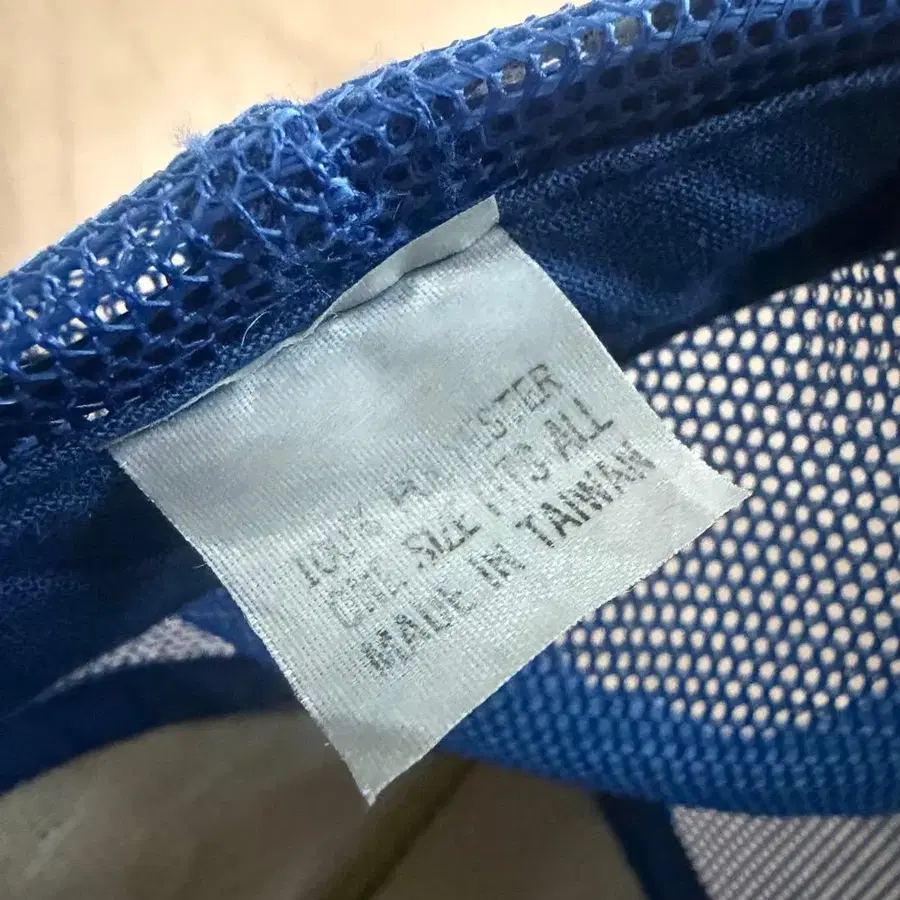 100% POLYESTER
ONE SIZE FITS ALL
MADE IN TAIWAN